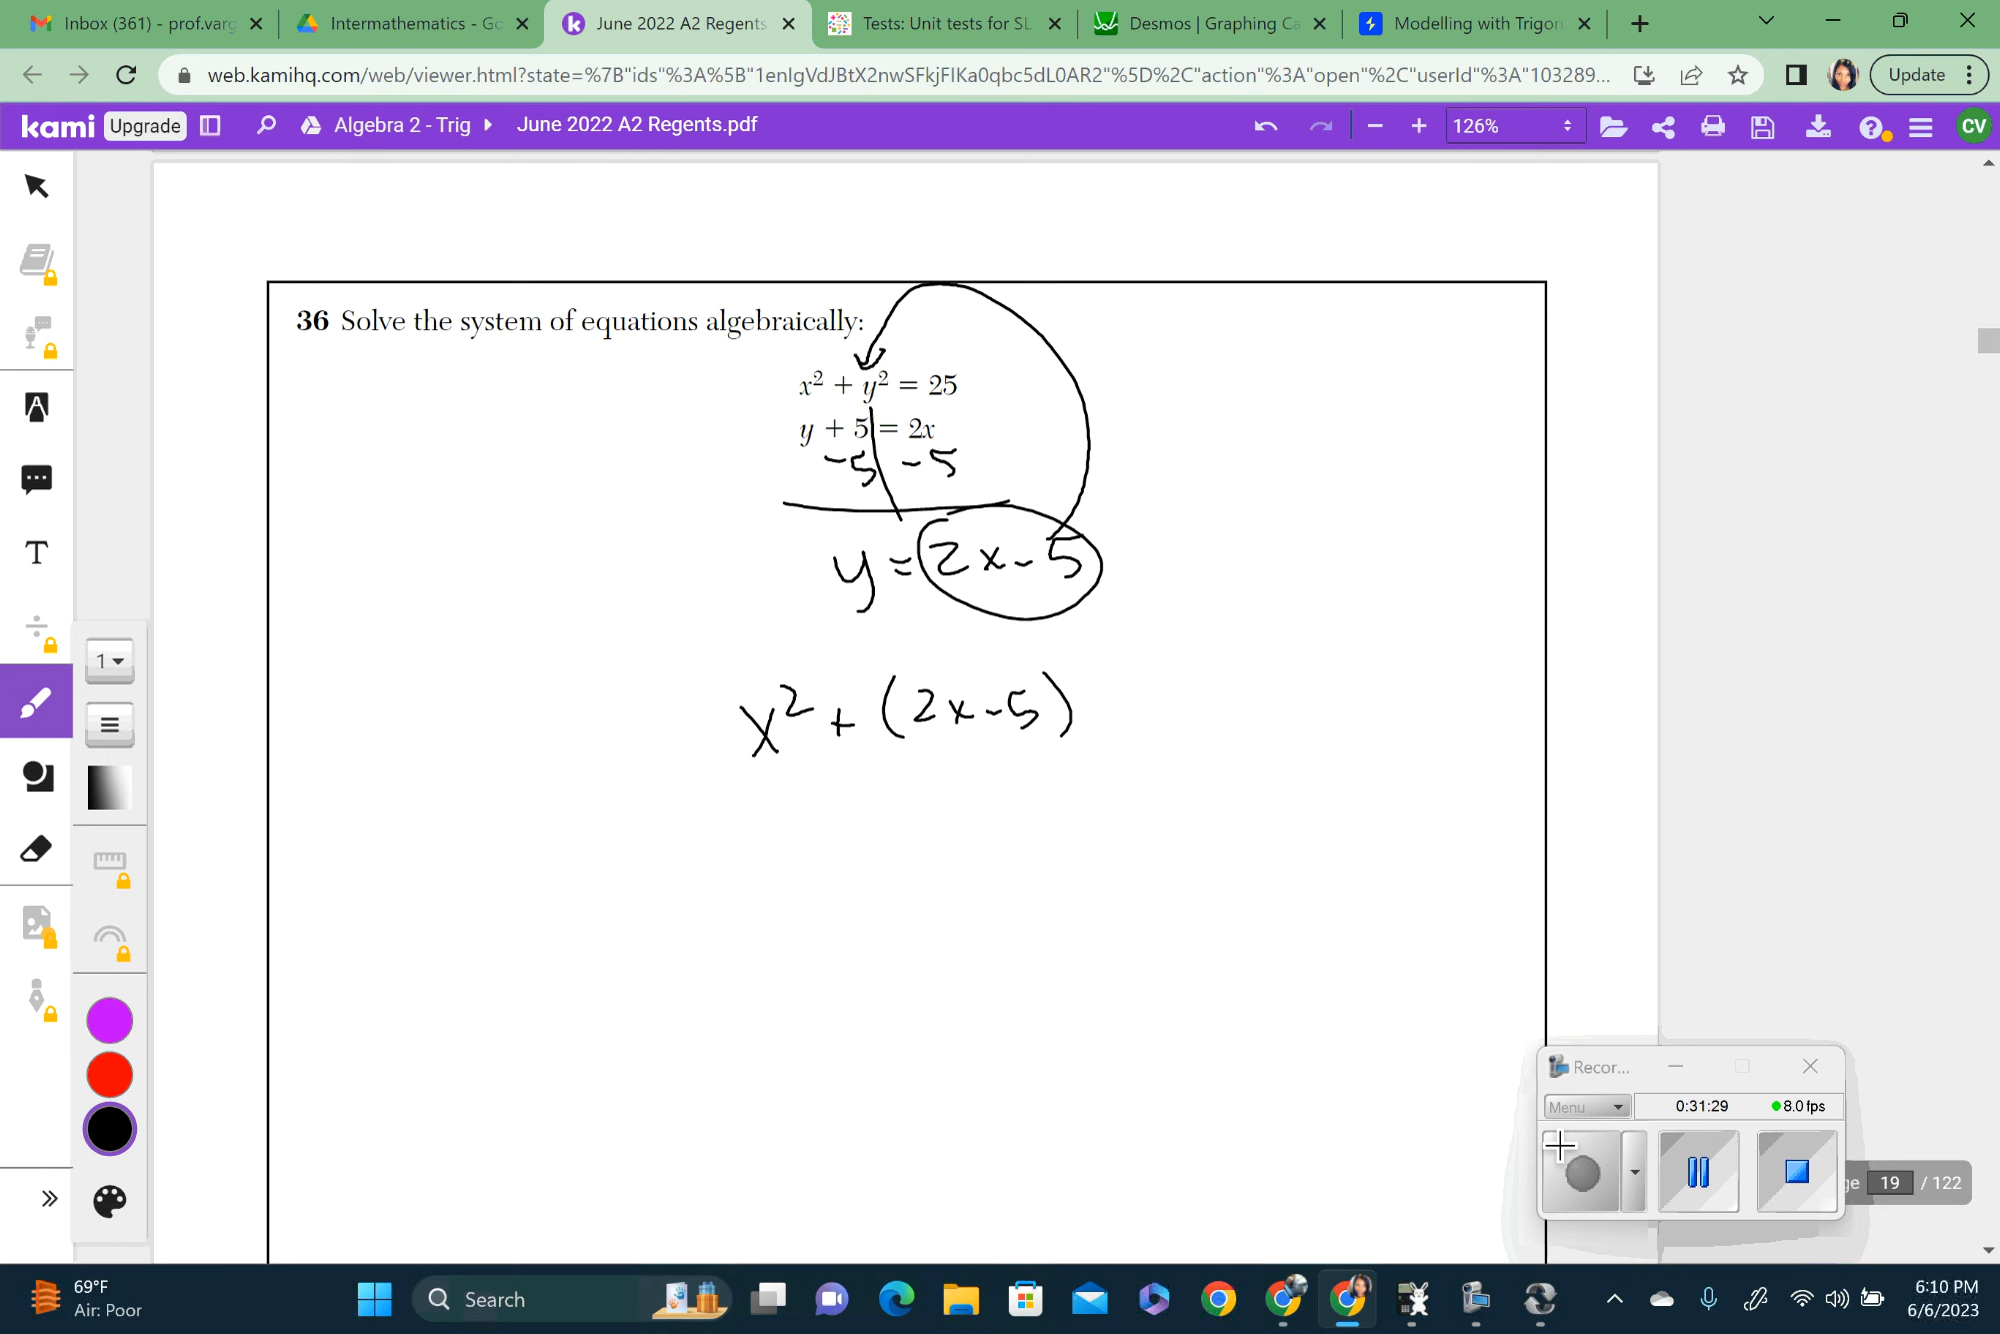 Inbox (361) - prof.varg
Intermathematics - Go
June 2022 A2 Regents
Tests: Unit tests for SL
Desmos | Graphing Ca
Modelling with Trigon
web.kamihq.com/web/viewer.html?state=%7B"ids"%3A%5B"1enIgVdJBtX2nwSFkjFIKa0qbc5dL0AR2"%5D%2C"action"%3A"open"%2C"userId"%3A"103289...
Update
kami Upgrade Algebra 2 - Trig June 2022 A2 Regents.pdf 126% CV
36 Solve the system of equations algebraically:
x² + y² = 25
y + 5 = 2x
-5 -5
y = 2x - 5
x² + (2x - 5)
1
T
Recor...
Menu 0:31:29 8.0 fps
ge 19 / 122
69°F
Air: Poor
Search
6:10 PM
6/6/2023